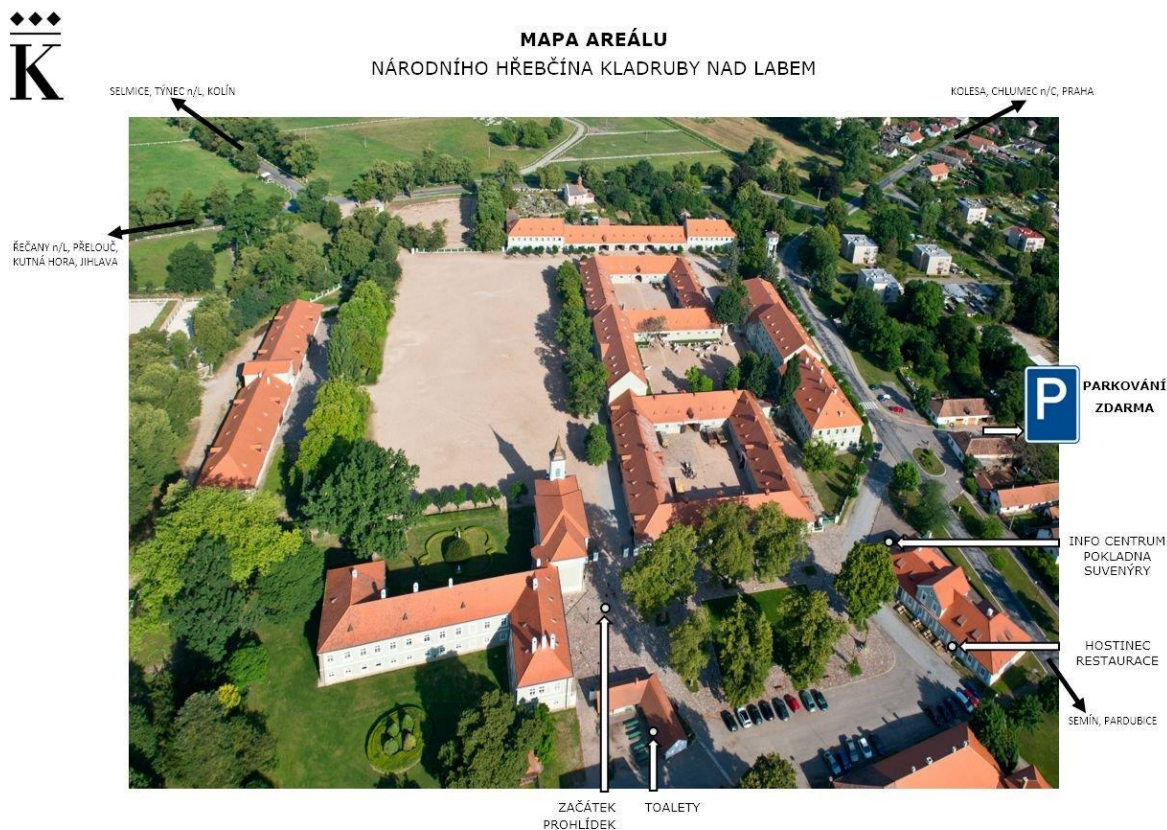 K
MAPA AREÁLU
NÁRODNÍHO HŘEBČÍNA KLADRUBY NAD LABEM
SELMICE, TÝNEC n/L, KOLÍN
KOLESA, CHLUMEC n/C, PRAHA
ŘEČANY n/L, PŘELOUČ,
KUTNÁ HORA, JIHLAVA
P
PARKOVÁNÍ
ZDARMA
INFO CENTRUM
POKLADNA
SUVENÝRY
HOSTINEC
RESTAURACE
SEMÍN, PARDUBICE
ZAČÁTEK
PROHLÍDEK
TOALETY